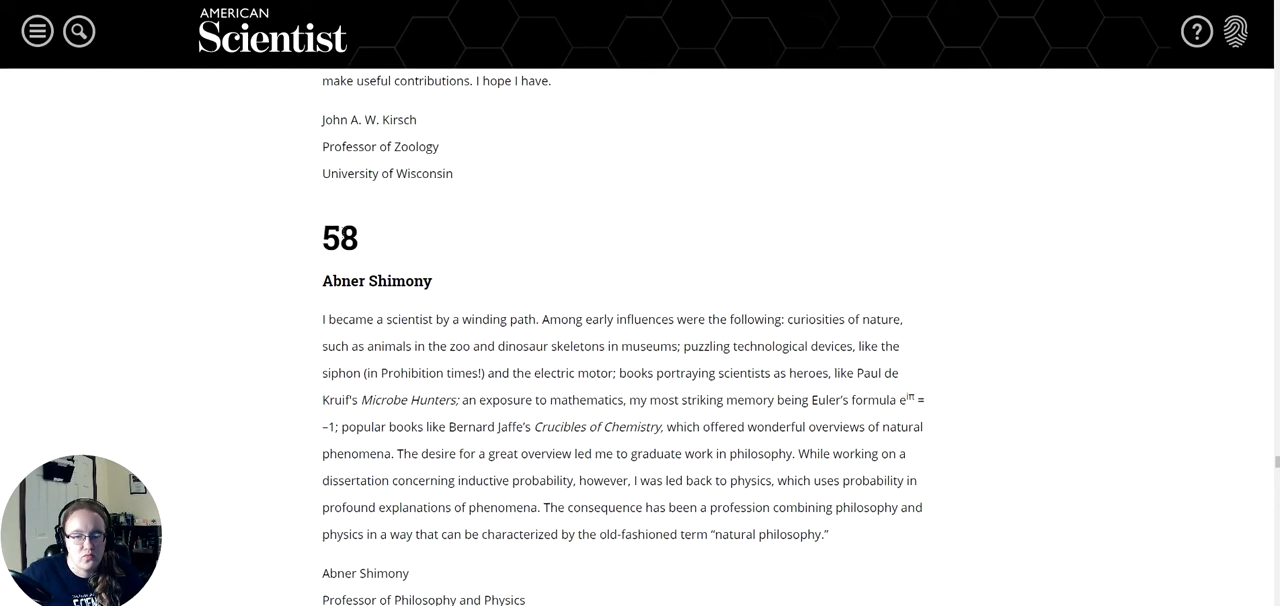 AMERICAN
Scientist
?
make useful contributions. I hope I have.
John A. W. Kirsch
Professor of Zoology
University of Wisconsin
58
Abner Shimony
I became a scientist by a winding path. Among early influences were the following: curiosities of nature,
such as animals in the zoo and dinosaur skeletons in museums; puzzling technological devices, like the
siphon (in Prohibition times!) and the electric motor; books portraying scientists as heroes, like Paul de
Kruif's Microbe Hunters; an exposure to mathematics, my most striking memory being Euler’s formula e^iπ =
–1; popular books like Bernard Jaffe’s Crucibles of Chemistry, which offered wonderful overviews of natural
phenomena. The desire for a great overview led me to graduate work in philosophy. While working on a
dissertation concerning inductive probability, however, I was led back to physics, which uses probability in
profound explanations of phenomena. The consequence has been a profession combining philosophy and
physics in a way that can be characterized by the old-fashioned term “natural philosophy.”
Abner Shimony
Professor of Philosophy and Physics